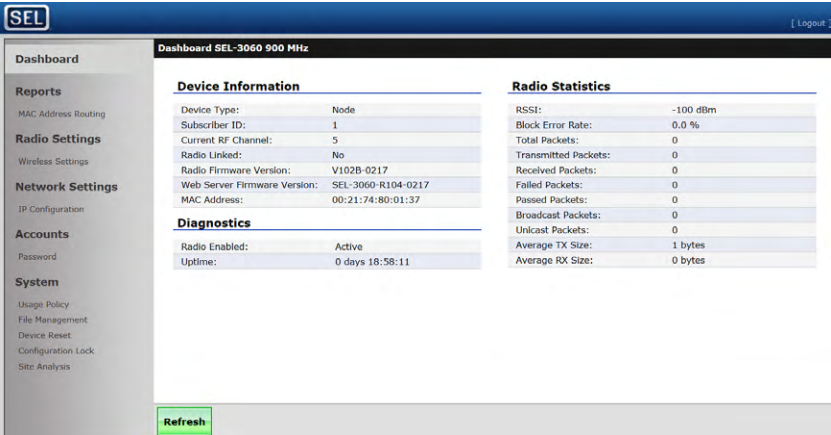 SEL
[ Logout ]
Dashboard
Reports
MAC Address Routing
Radio Settings
Wireless Settings
Network Settings
IP Configuration
Accounts
Password
System
Usage Policy
File Management
Device Reset
Configuration Lock
Site Analysis
Dashboard SEL-3060 900 MHz
Device Information
Device Type: Node
Subscriber ID: 1
Current RF Channel: 5
Radio Linked: No
Radio Firmware Version: V102B-0217
Web Server Firmware Version: SEL-3060-R104-0217
MAC Address: 00:21:74:80:01:37
Diagnostics
Radio Enabled: Active
Uptime: 0 days 18:58:11
Radio Statistics
RSSI: -100 dBm
Block Error Rate: 0.0 %
Total Packets: 0
Transmitted Packets: 0
Received Packets: 0
Failed Packets: 0
Passed Packets: 0
Broadcast Packets: 0
Unicast Packets: 0
Average TX Size: 1 bytes
Average RX Size: 0 bytes
Refresh